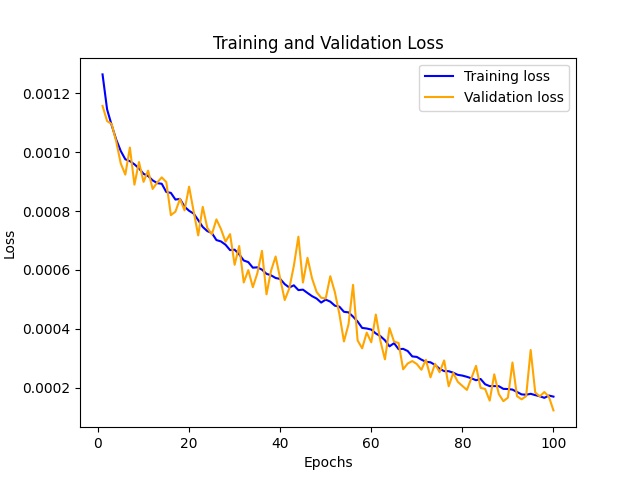 Training and Validation Loss
Training loss
Validation loss
Loss
0.0012
0.0010
0.0008
0.0006
0.0004
0.0002
0
20
40
60
80
100
Epochs